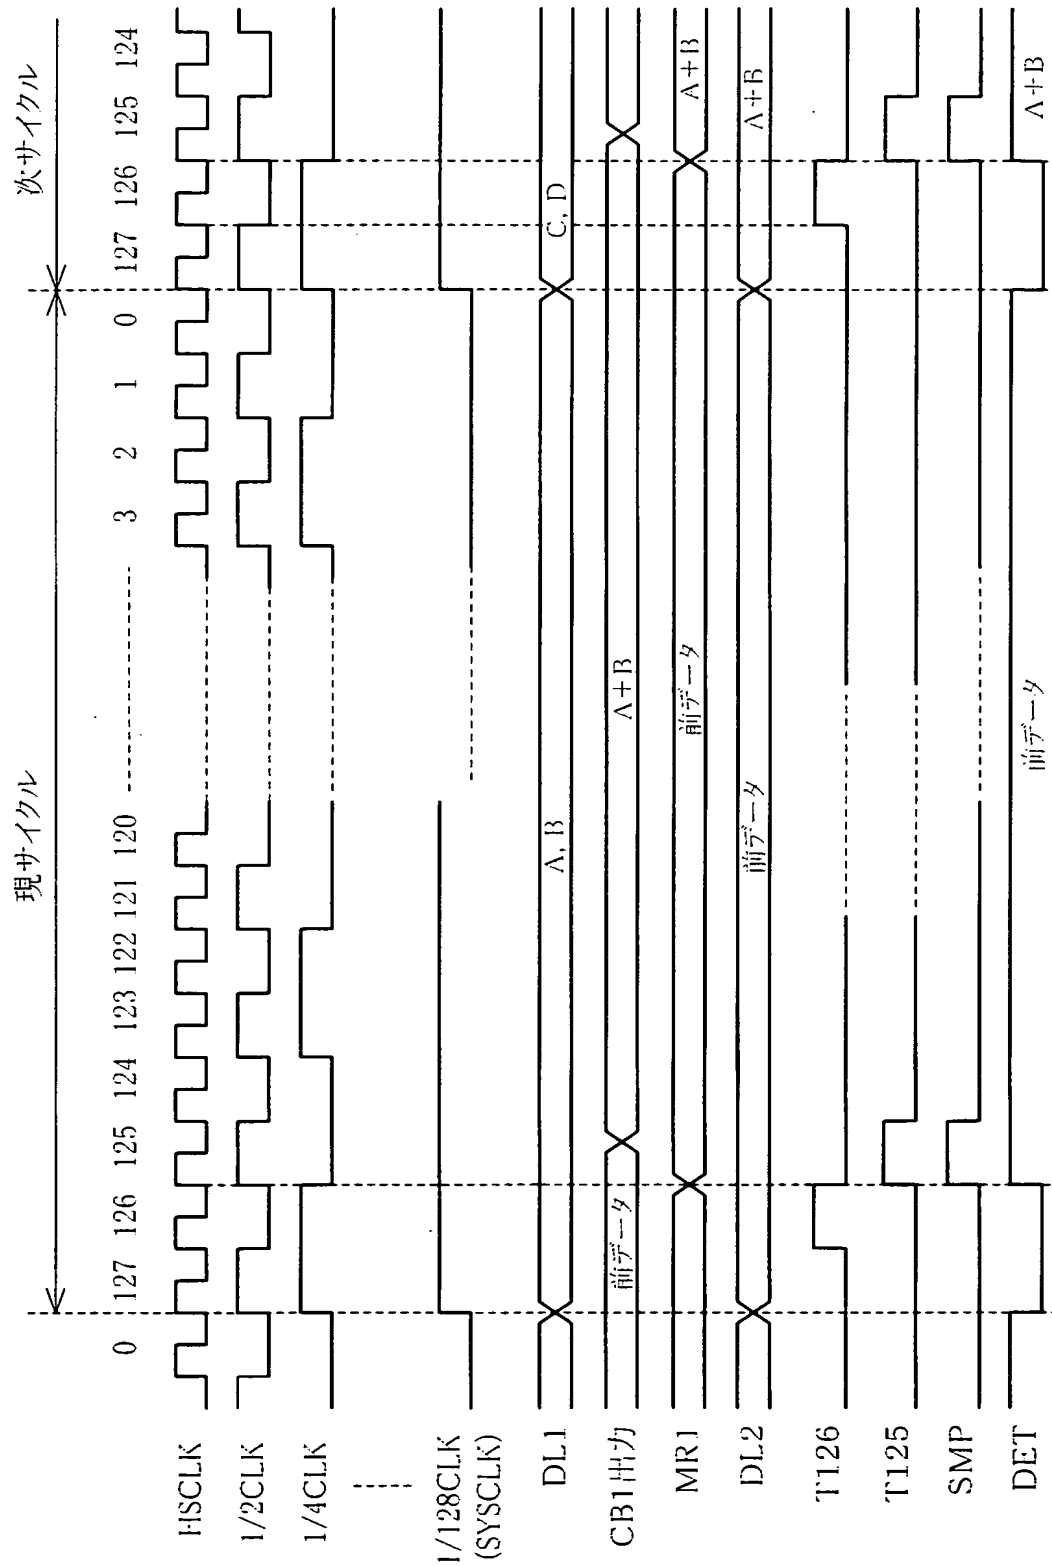 現サイクル 次サイクル
0 127 126 125 124 123 122 121 120 3 2 1 0 127 126 125 124
HSCLK
1/2CLK
1/4CLK
1/128CLK
(SYSCLK)
DL1 A, B C, D
CB1出力 前データ A+B
MR1 前データ A+B
DL2 前データ A+B
T126
T125
SMP
DET 前データ A+B